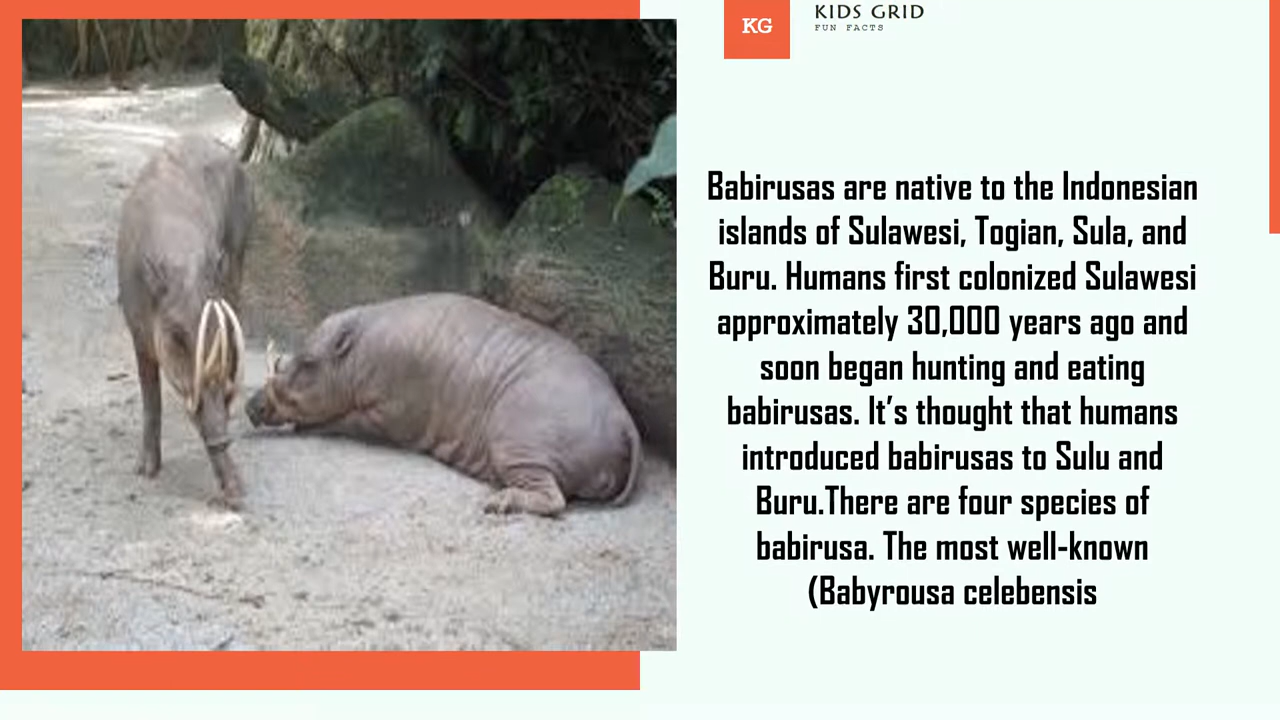 KG
KIDS GRID
FUN FACTS
Babirusas are native to the Indonesian
islands of Sulawesi, Togian, Sula, and
Buru. Humans first colonized Sulawesi
approximately 30,000 years ago and
soon began hunting and eating
babirusas. It’s thought that humans
introduced babirusas to Sulu and
Buru.There are four species of
babirusa. The most well-known
(Babyrousa celebensis